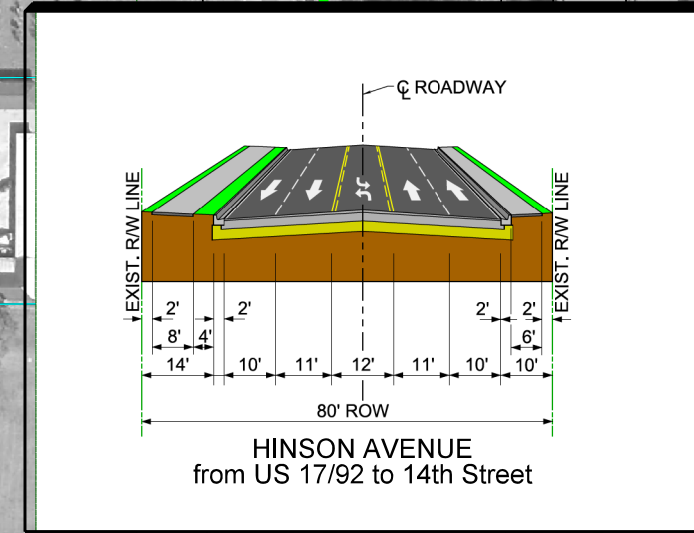 ℄ ROADWAY
EXIST. R/W LINE
EXIST. R/W LINE
2' 2' 2' 2'
8' 4' 6'
14' 10' 11' 12' 11' 10' 10'
80' ROW
HINSON AVENUE
from US 17/92 to 14th Street